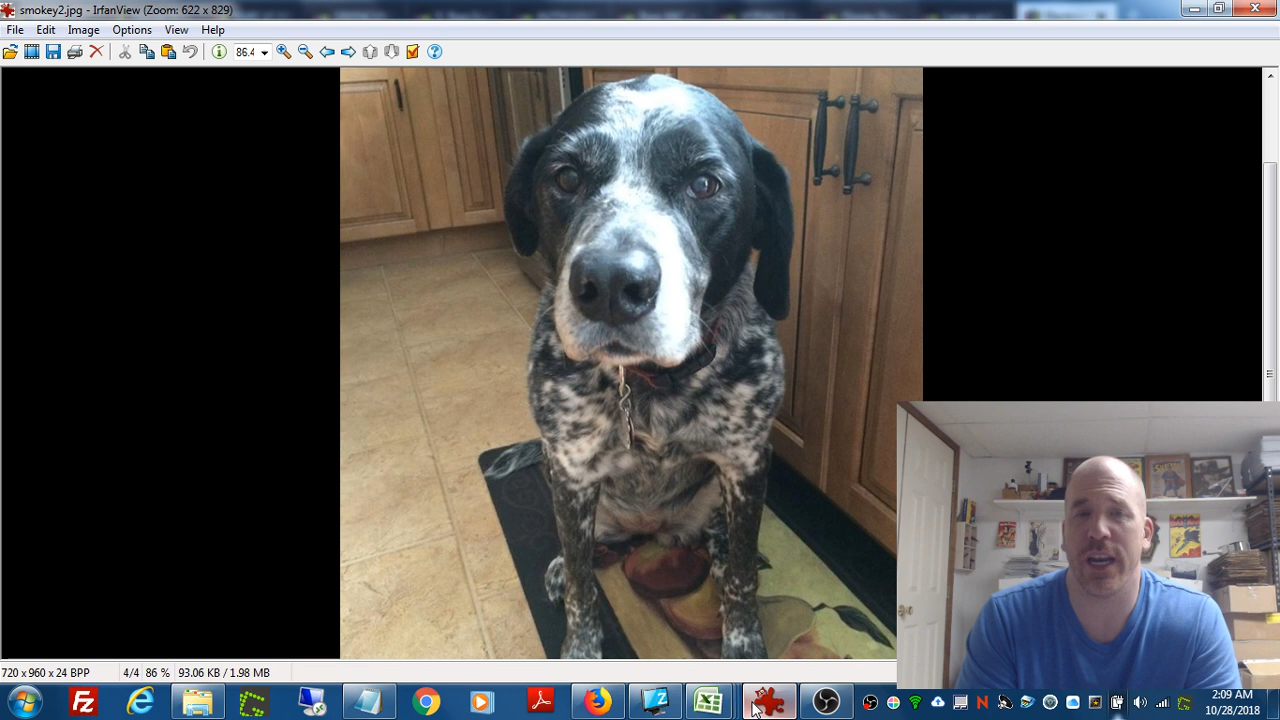 smokey2.jpg - IrfanView (Zoom: 622 x 829)
File Edit Image Options View Help
86.4
720 x 960 x 24 BPP 4/4 86 % 93.06 KB / 1.98 MB
2:09 AM
10/28/2018